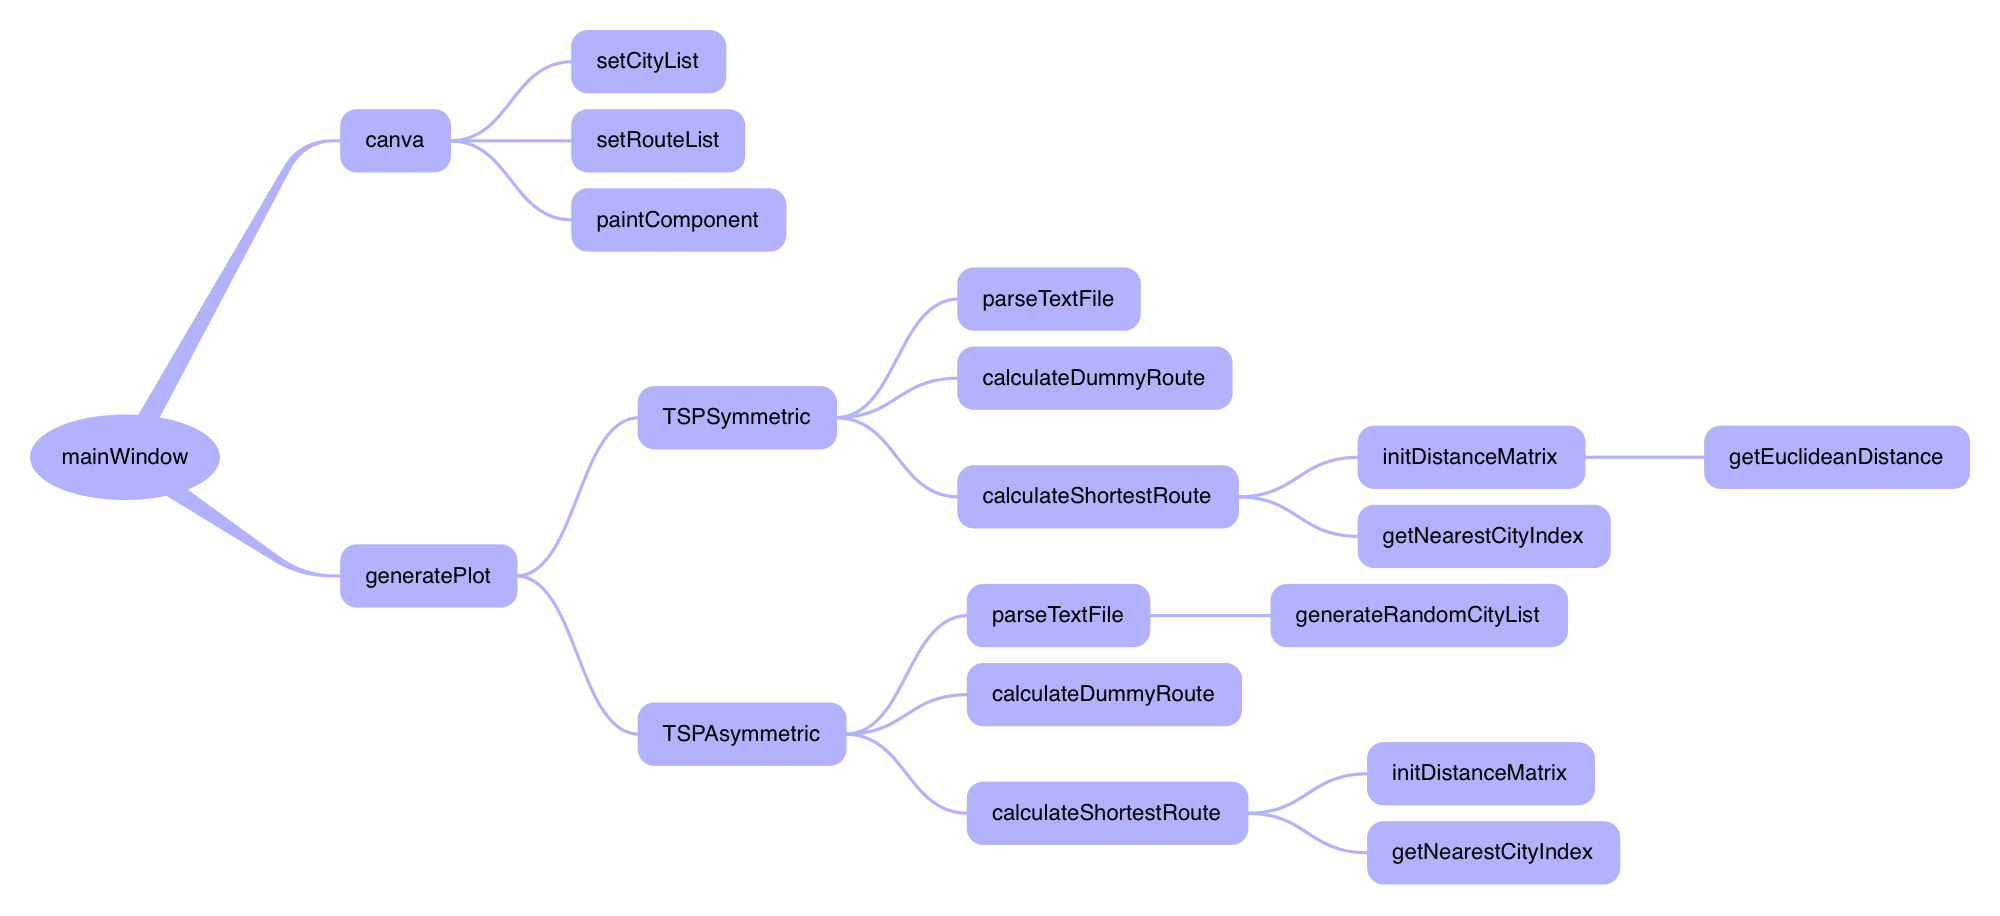 mainWindow
canva
setCityList
setRouteList
paintComponent
generatePlot
TSPSymmetric
parseTextFile
calculateDummyRoute
calculateShortestRoute
initDistanceMatrix
getEuclideanDistance
getNearestCityIndex
TSPAsymmetric
parseTextFile
generateRandomCityList
calculateDummyRoute
calculateShortestRoute
initDistanceMatrix
getNearestCityIndex